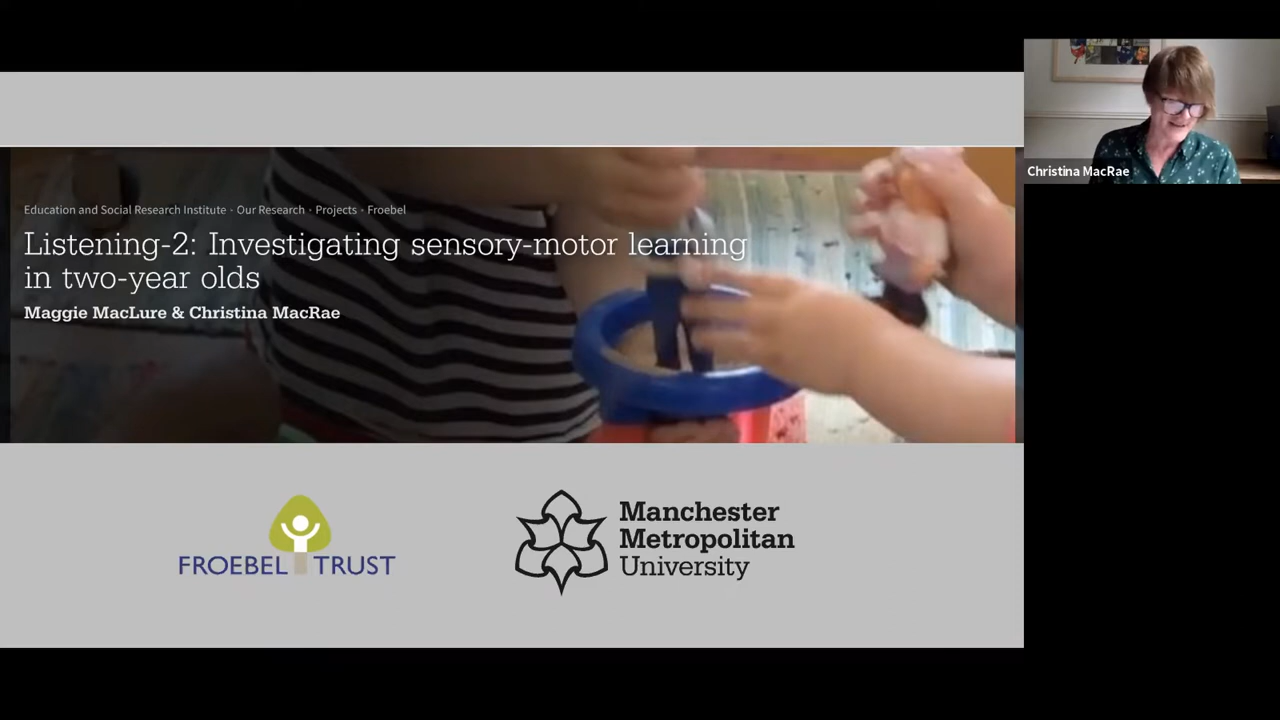 Education and Social Research Institute · Our Research · Projects · Froebel
Listening-2: Investigating sensory-motor learning
in two-year olds
Maggie MacLure & Christina MacRae
FROEBEL TRUST
Manchester
Metropolitan
University
Christina MacRae